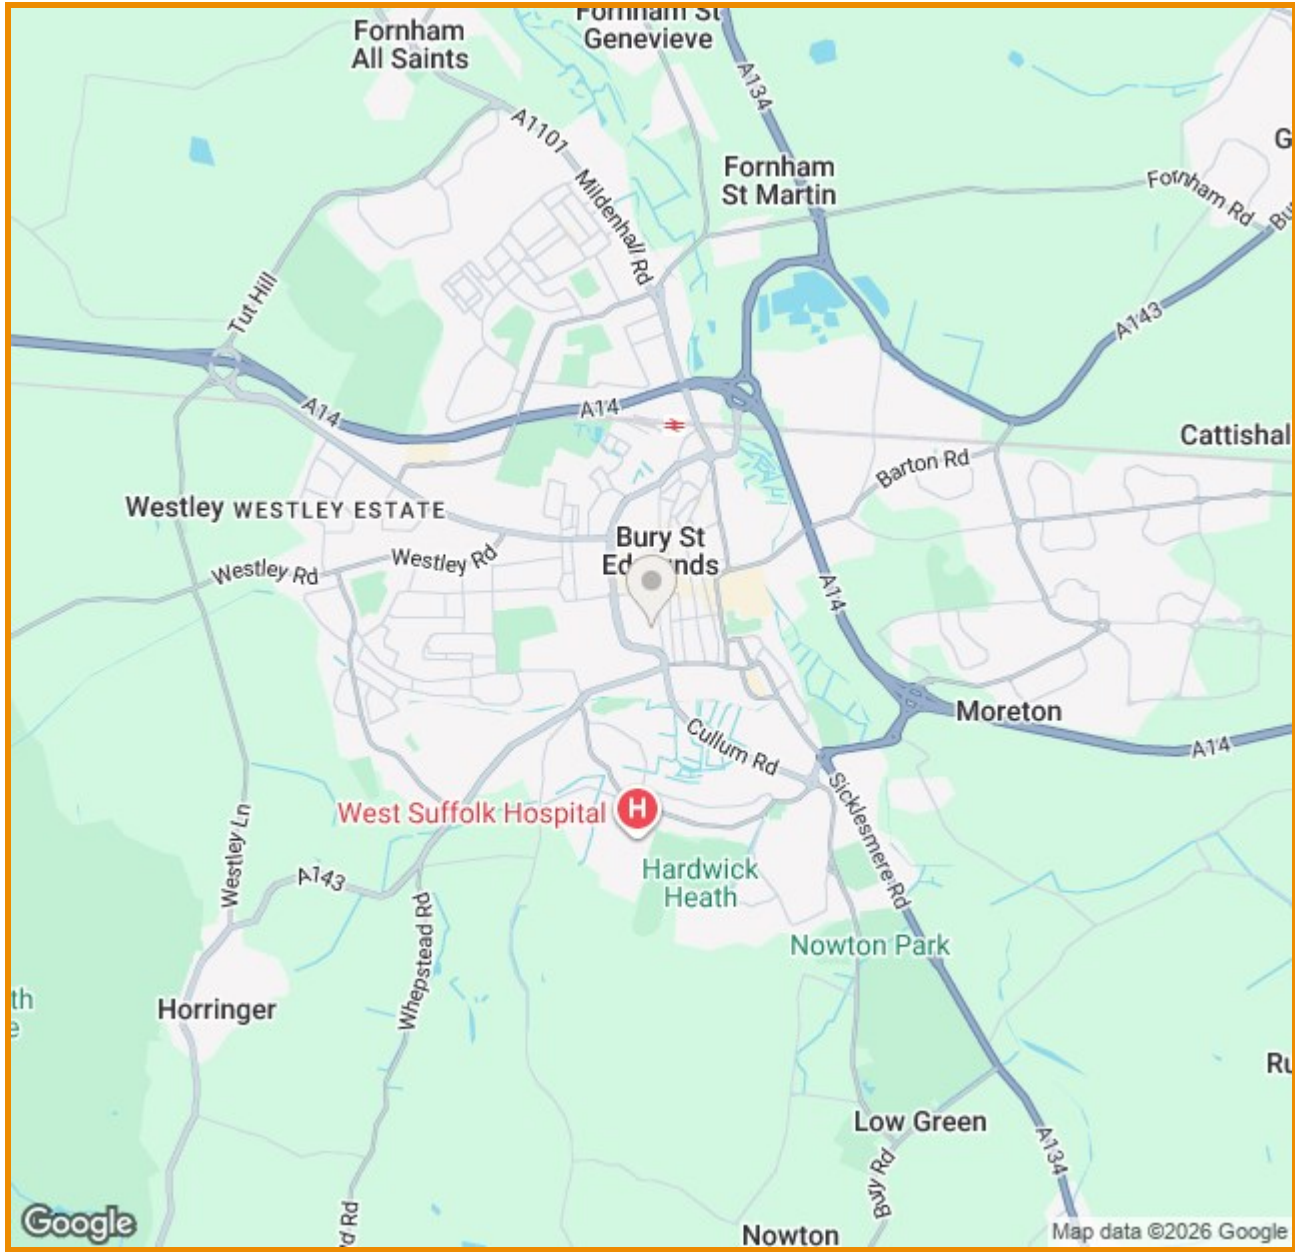 Fornham
All Saints
Fornham St
Genevieve
A134
A1101
Mildenhall Rd
Fornham
St Martin
Fornham Rd
Tut Hill
A143
A14
A14
Cattishal
Barton Rd
Westley
WESTLEY ESTATE
Bury St
Edmunds
Westley Rd
Westley Rd
A14
Moreton
A14
Cullum Rd
Sicklesmere Rd
West Suffolk Hospital
H
Hardwick
Heath
Westley Ln
A143
Whepstead Rd
Nowton Park
Horringer
Low Green
A134
Bury Rd
Nowton
Google
Map data ©2026 Google